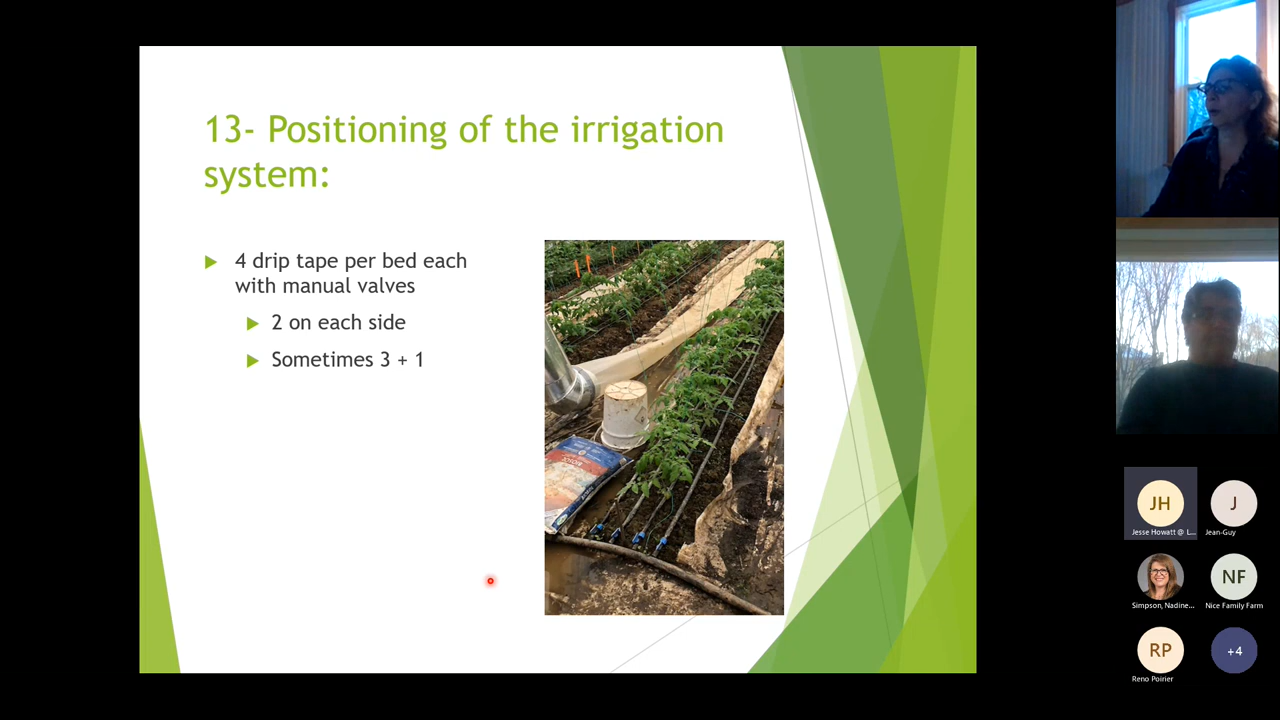 13- Positioning of the irrigation
system:
4 drip tape per bed each
with manual valves
2 on each side
Sometimes 3 + 1
JH
Jesse Howatt @ L...
J
Jean-Guy
Simpson, Nadine...
NF
Nice Family Farm
RP
Reno Poirier
+4